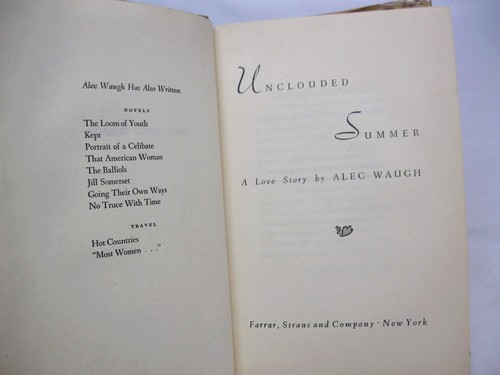 Alec Waugh Has Also Written:
NOVELS
The Loom of Youth
Kept
Portrait of a Celibate
That American Woman
The Balliols
Jill Somerset
Going Their Own Ways
No Truce With Time
TRAVEL
Hot Countries
"Most Women . . ."
UNCLOUDED
SUMMER
A Love Story by ALEC WAUGH
Farrar, Straus and Company · New York